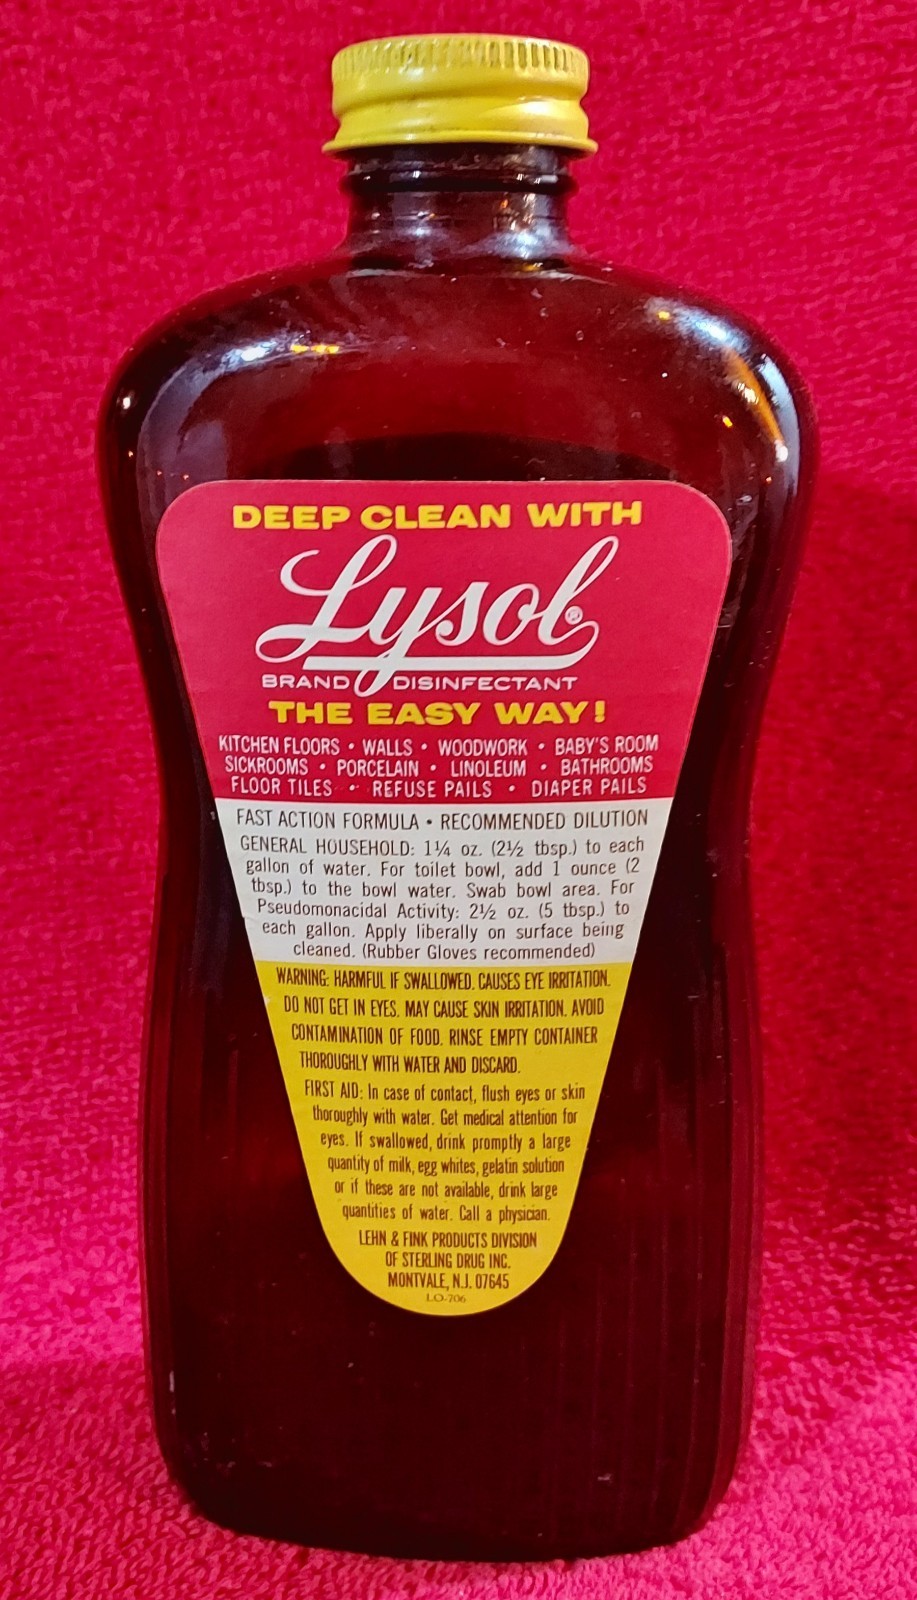 DEEP CLEAN WITH
Lysol®
BRAND DISINFECTANT
THE EASY WAY!
KITCHEN FLOORS • WALLS • WOODWORK • BABY'S ROOM
SICKROOMS • PORCELAIN • LINOLEUM • BATHROOMS
FLOOR TILES • REFUSE PAILS • DIAPER PAILS
FAST ACTION FORMULA • RECOMMENDED DILUTION
GENERAL HOUSEHOLD: 1¼ oz. (2½ tbsp.) to each
gallon of water. For toilet bowl, add 1 ounce (2
tbsp.) to the bowl water. Swab bowl area. For
Pseudomonacidal Activity: 2½ oz. (5 tbsp.) to
each gallon. Apply liberally on surface being
cleaned. (Rubber Gloves recommended)
WARNING: HARMFUL IF SWALLOWED. CAUSES EYE IRRITATION.
DO NOT GET IN EYES. MAY CAUSE SKIN IRRITATION. AVOID
CONTAMINATION OF FOOD. RINSE EMPTY CONTAINER
THOROUGHLY WITH WATER AND DISCARD.
FIRST AID: In case of contact, flush eyes or skin
thoroughly with water. Get medical attention for
eyes. If swallowed, drink promptly a large
quantity of milk, egg whites, gelatin solution
or if these are not available, drink large
quantities of water. Call a physician.
LEHN & FINK PRODUCTS DIVISION
OF STERLING DRUG INC.
MONTVALE, N.J. 07645
LO-706